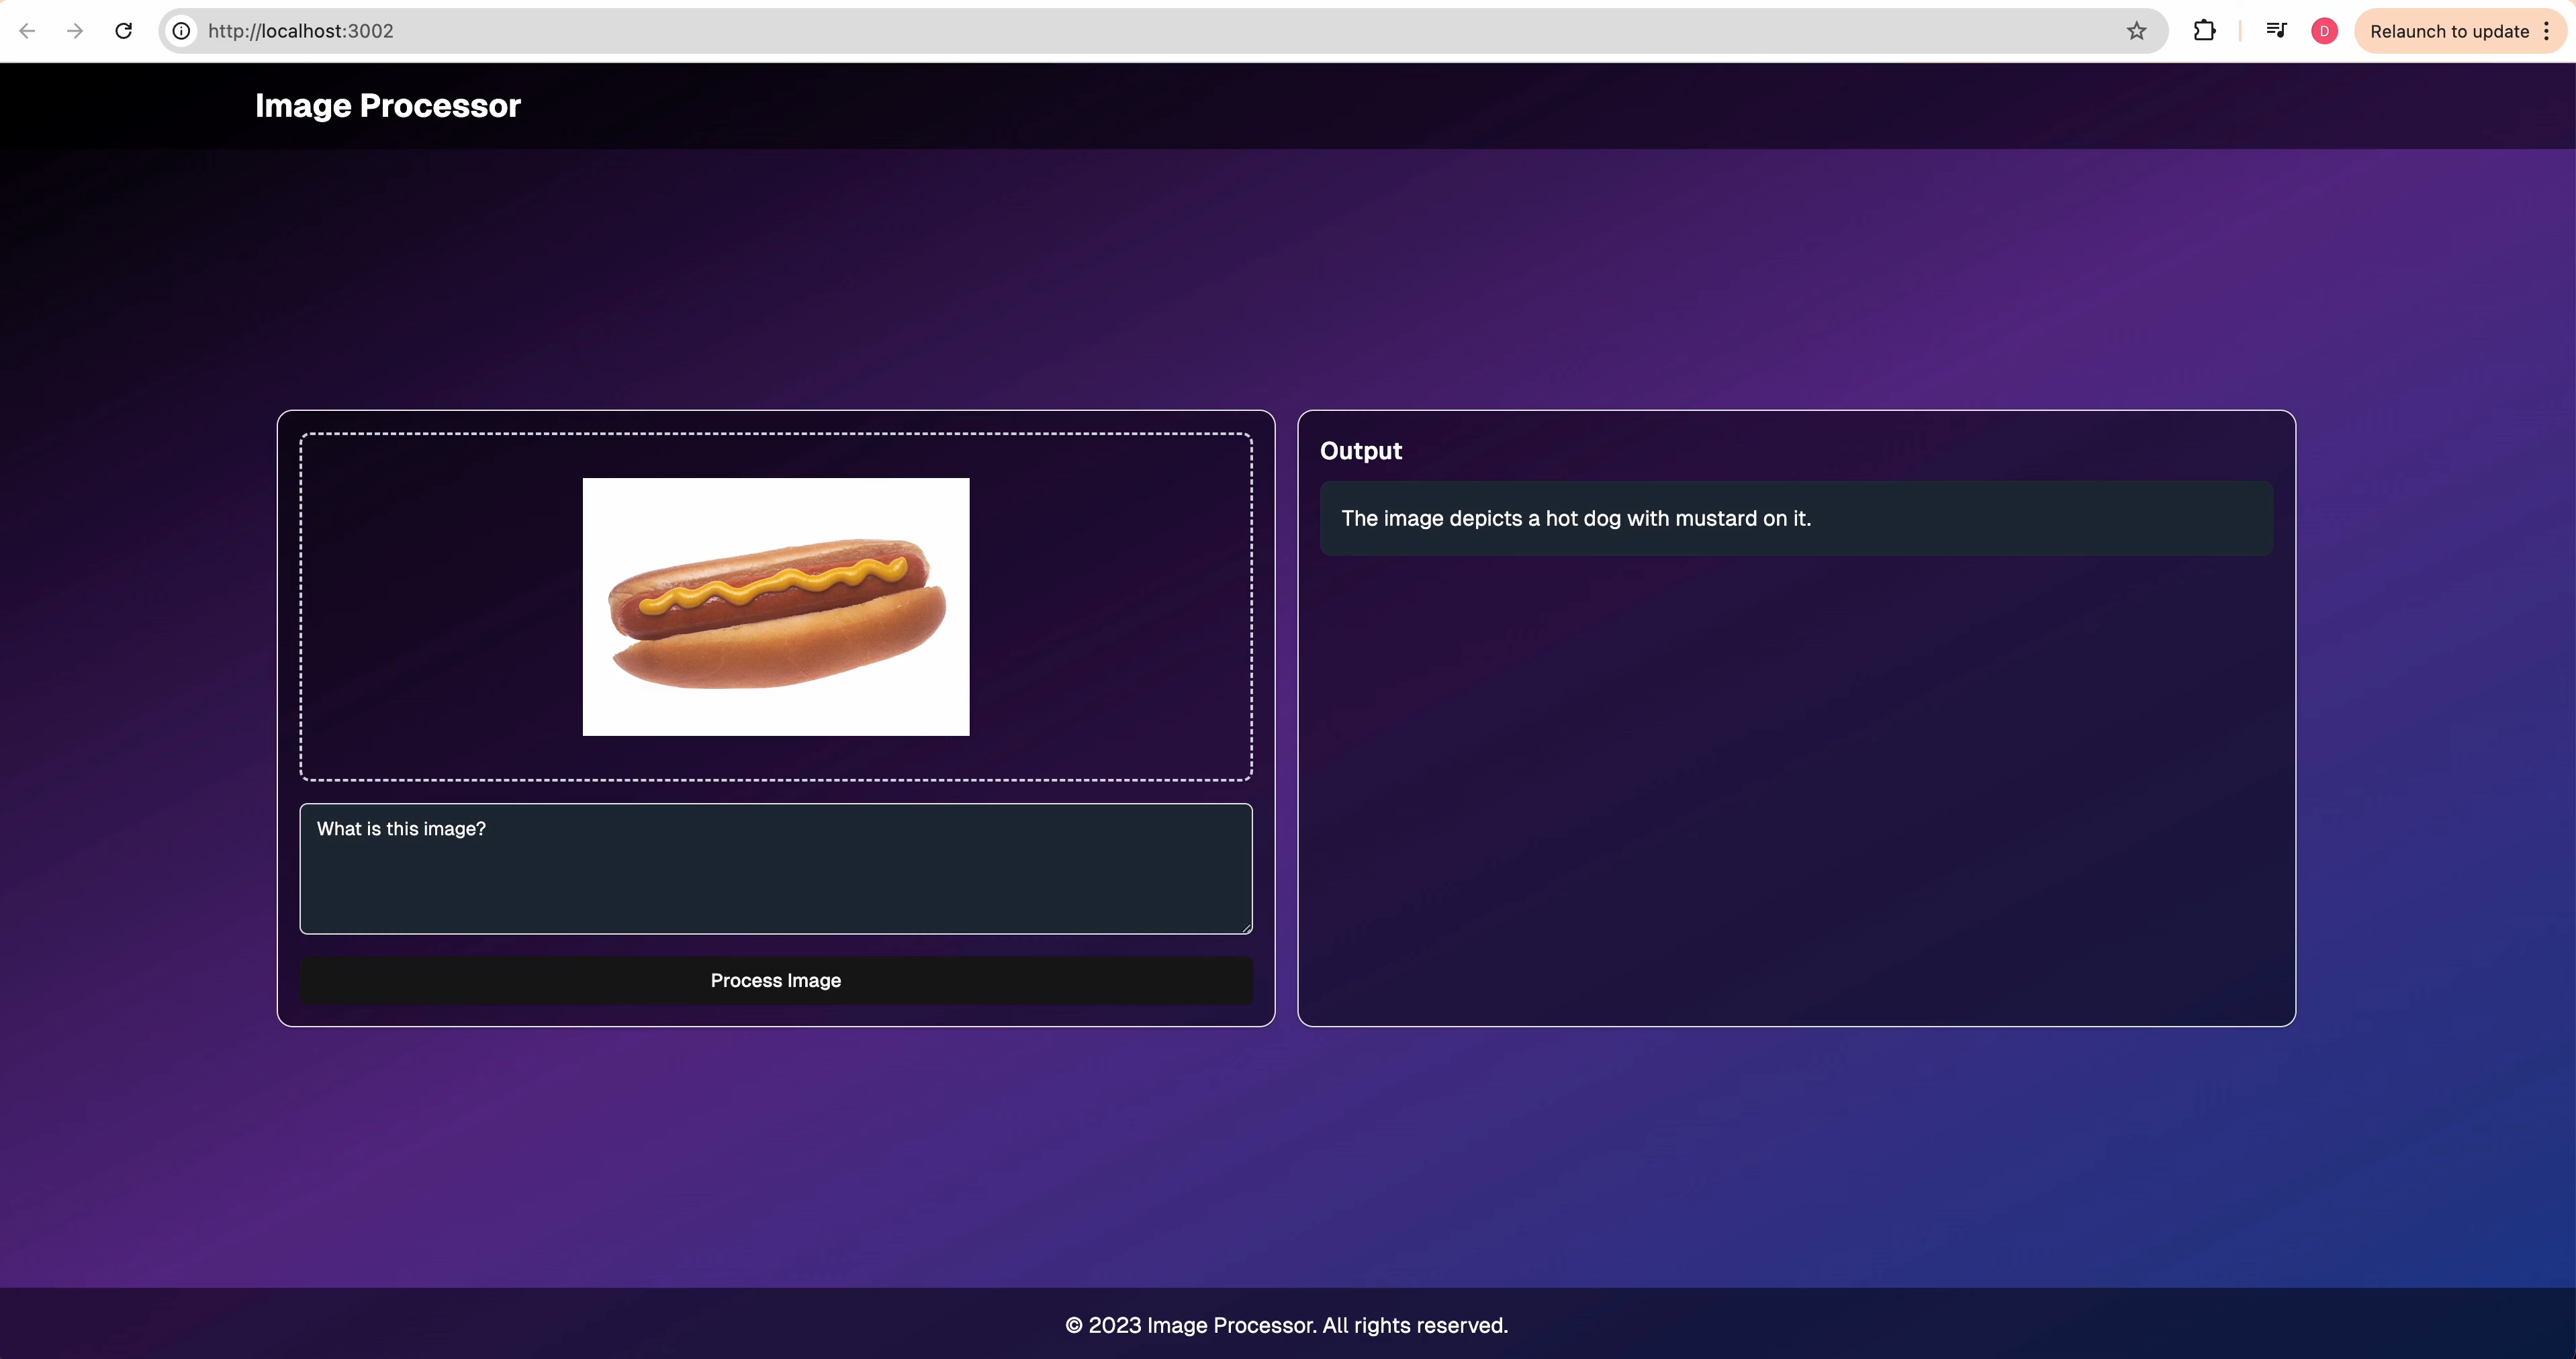 http://localhost:3002
D
Relaunch to update
Image Processor
Output
The image depicts a hot dog with mustard on it.
What is this image?
Process Image
© 2023 Image Processor. All rights reserved.